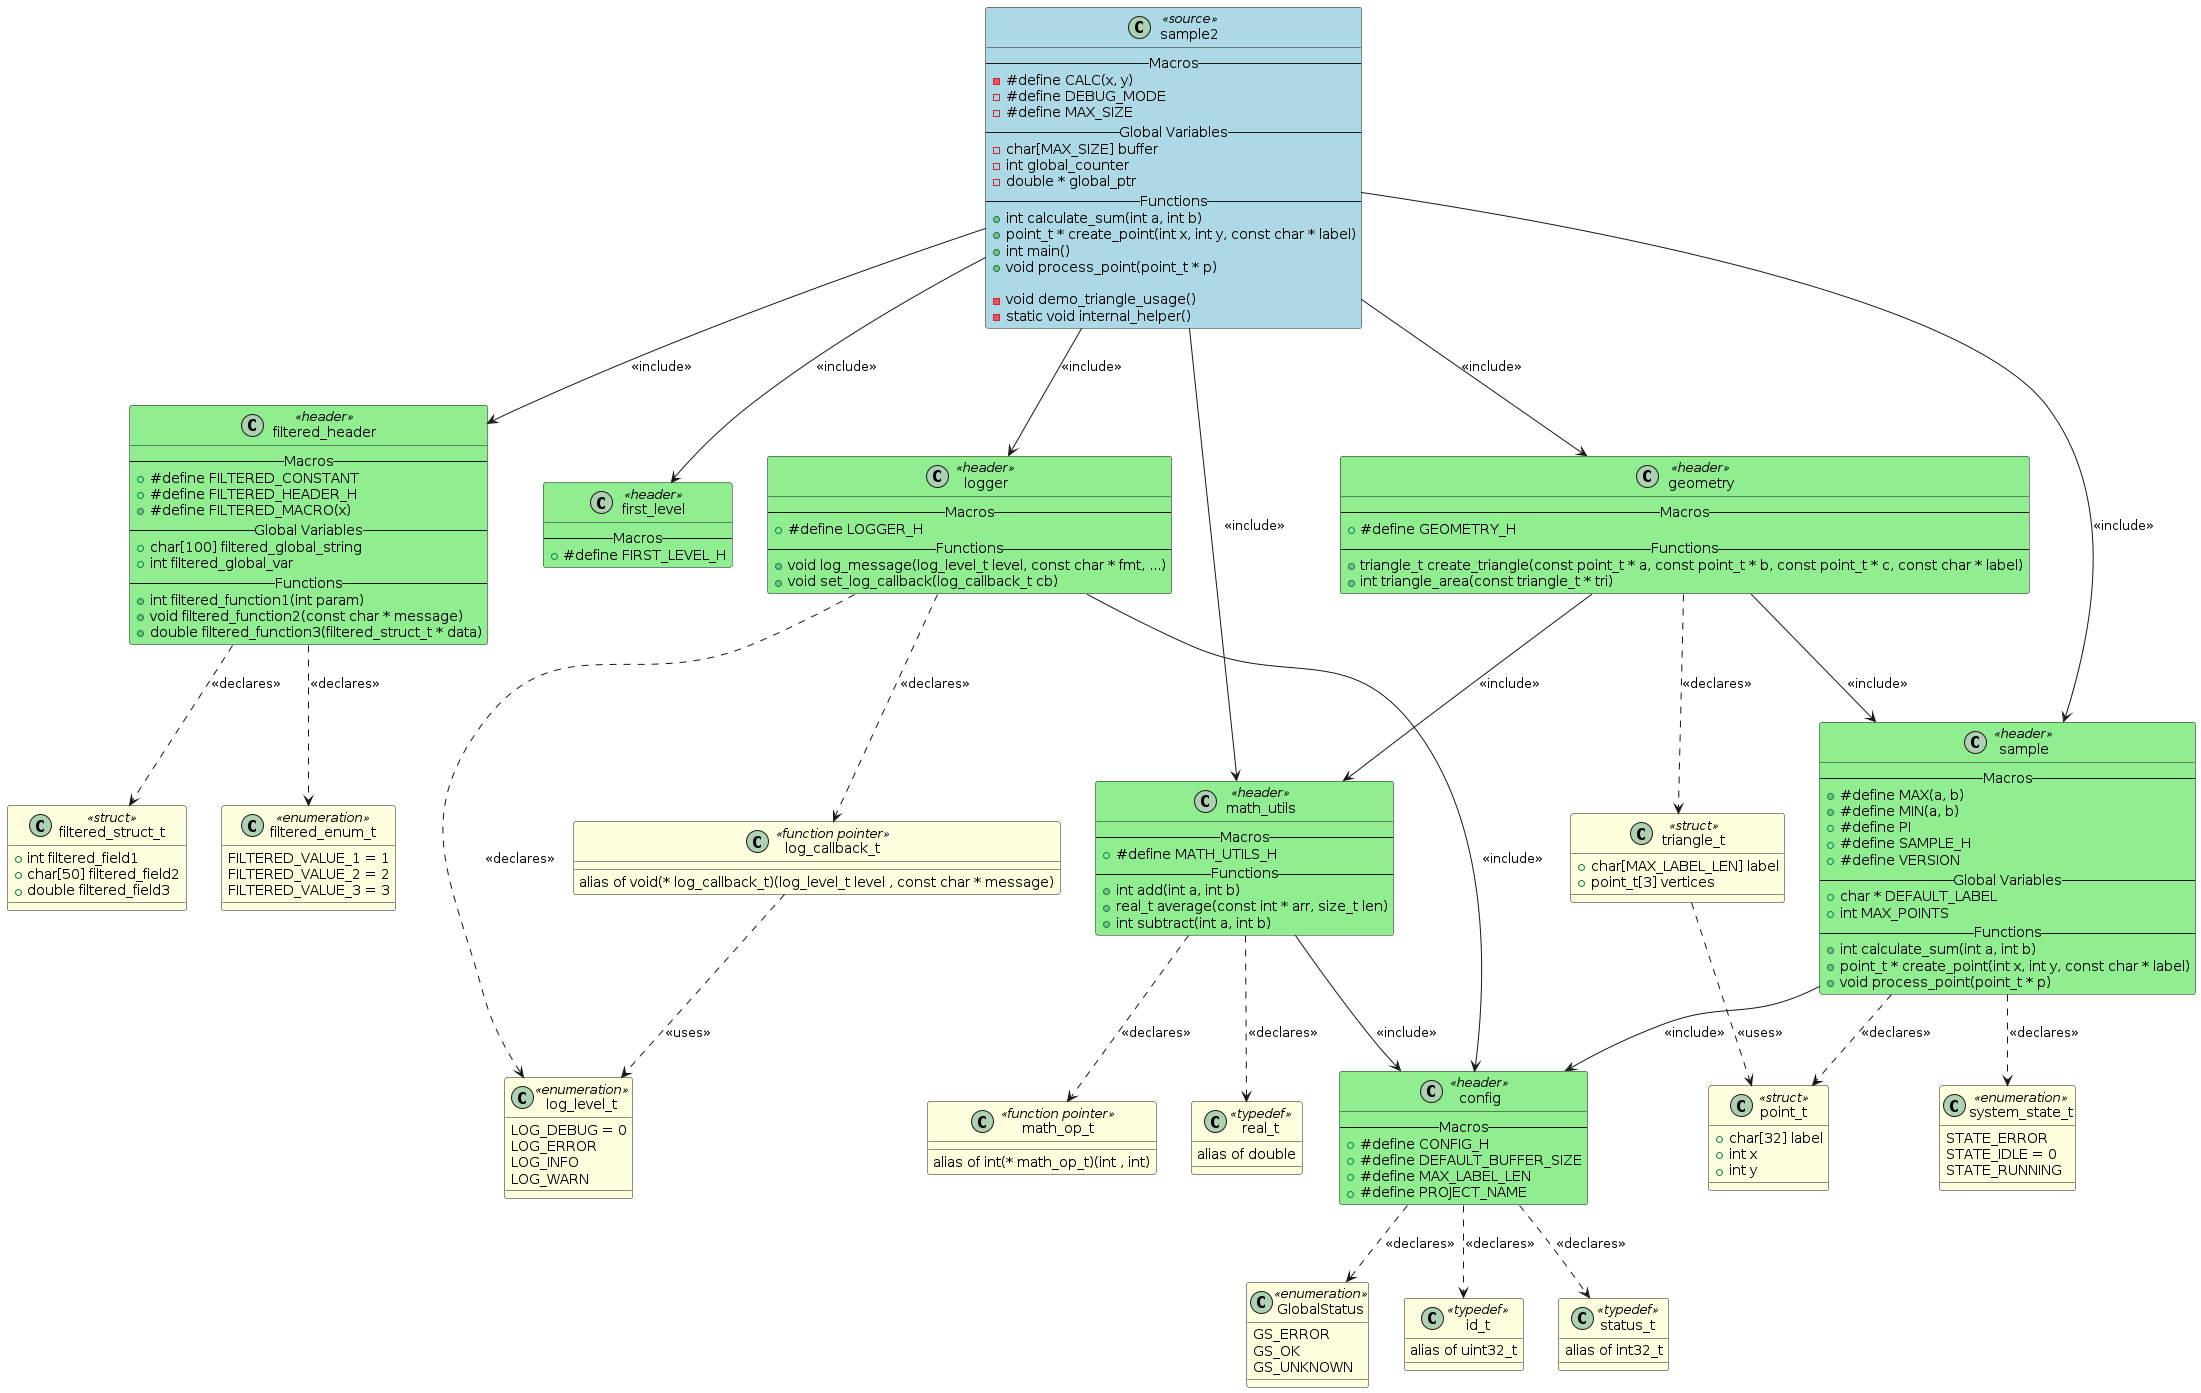 C
«source»
sample2
Macros
#define CALC(x, y)
#define DEBUG_MODE
#define MAX_SIZE
Global Variables
char[MAX_SIZE] buffer
int global_counter
double * global_ptr
Functions
int calculate_sum(int a, int b)
point_t * create_point(int x, int y, const char * label)
int main()
void process_point(point_t * p)
void demo_triangle_usage()
static void internal_helper()
«include»
«include»
«include»
«include»
«include»
«include»
C
«header»
filtered_header
Macros
#define FILTERED_CONSTANT
#define FILTERED_HEADER_H
#define FILTERED_MACRO(x)
Global Variables
char[100] filtered_global_string
int filtered_global_var
Functions
int filtered_function1(int param)
void filtered_function2(const char * message)
double filtered_function3(filtered_struct_t * data)
C
«header»
first_level
Macros
#define FIRST_LEVEL_H
C
«header»
logger
Macros
#define LOGGER_H
Functions
void log_message(log_level_t level, const char * fmt, ...)
void set_log_callback(log_callback_t cb)
C
«header»
geometry
Macros
#define GEOMETRY_H
Functions
triangle_t create_triangle(const point_t * a, const point_t * b, const point_t * c, const char * label)
int triangle_area(const triangle_t * tri)
«declares»
«declares»
«declares»
«include»
«declares»
«include»
C
«struct»
filtered_struct_t
int filtered_field1
char[50] filtered_field2
double filtered_field3
C
«enumeration»
filtered_enum_t
FILTERED_VALUE_1 = 1
FILTERED_VALUE_2 = 2
FILTERED_VALUE_3 = 3
«declares»
C
«function pointer»
log_callback_t
alias of void(* log_callback_t)(log_level_t level , const char * message)
C
«header»
math_utils
Macros
#define MATH_UTILS_H
Functions
int add(int a, int b)
real_t average(const int * arr, size_t len)
int subtract(int a, int b)
«include»
C
«struct»
triangle_t
char[MAX_LABEL_LEN] label
point_t[3] vertices
C
«header»
sample
Macros
#define MAX(a, b)
#define MIN(a, b)
#define PI
#define SAMPLE_H
#define VERSION
Global Variables
char * DEFAULT_LABEL
int MAX_POINTS
Functions
int calculate_sum(int a, int b)
point_t * create_point(int x, int y, const char * label)
void process_point(point_t * p)
«uses»
«declares»
«declares»
«include»
«include»
«uses»
«declares»
«declares»
C
«enumeration»
log_level_t
LOG_DEBUG = 0
LOG_ERROR
LOG_INFO
LOG_WARN
C
«function pointer»
math_op_t
alias of int(* math_op_t)(int , int)
C
«typedef»
real_t
alias of double
C
«header»
config
Macros
#define CONFIG_H
#define DEFAULT_BUFFER_SIZE
#define MAX_LABEL_LEN
#define PROJECT_NAME
C
«struct»
point_t
char[32] label
int x
int y
C
«enumeration»
system_state_t
STATE_ERROR
STATE_IDLE = 0
STATE_RUNNING
«declares»
«declares»
«declares»
C
«enumeration»
GlobalStatus
GS_ERROR
GS_OK
GS_UNKNOWN
C
«typedef»
id_t
alias of uint32_t
C
«typedef»
status_t
alias of int32_t